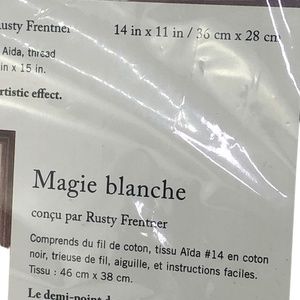 usty Frentner 14 in x 11 in / 36 cm x 28 cm
Aida, thread
in x 15 in.
rtistic effect.
Magie blanche
conçu par Rusty Frentner
Comprends du fil de coton, tissu Aïda #14 en coton
noir, trieuse de fil, aiguille, et instructions faciles.
Tissu : 46 cm x 38 cm.
Le demi-point d